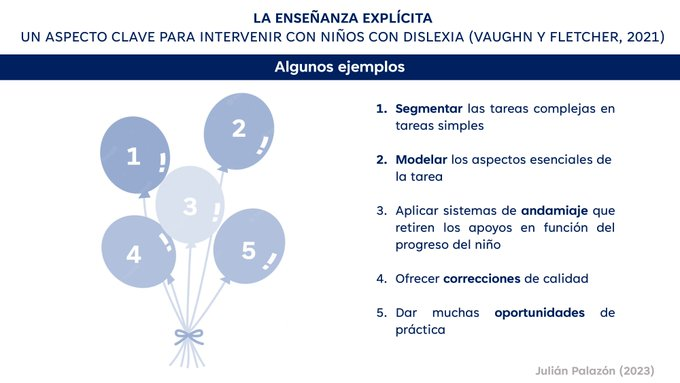 LA ENSEÑANZA EXPLÍCITA
UN ASPECTO CLAVE PARA INTERVENIR CON NIÑOS CON DISLEXIA (VAUGHN Y FLETCHER, 2021)
Algunos ejemplos
1
2
3
4
5
1. Segmentar las tareas complejas en
tareas simples
2. Modelar los aspectos esenciales de
la tarea
3. Aplicar sistemas de andamiaje que
retiren los apoyos en función del
progreso del niño
4. Ofrecer correcciones de calidad
5. Dar muchas oportunidades de
práctica
Julián Palazón (2023)